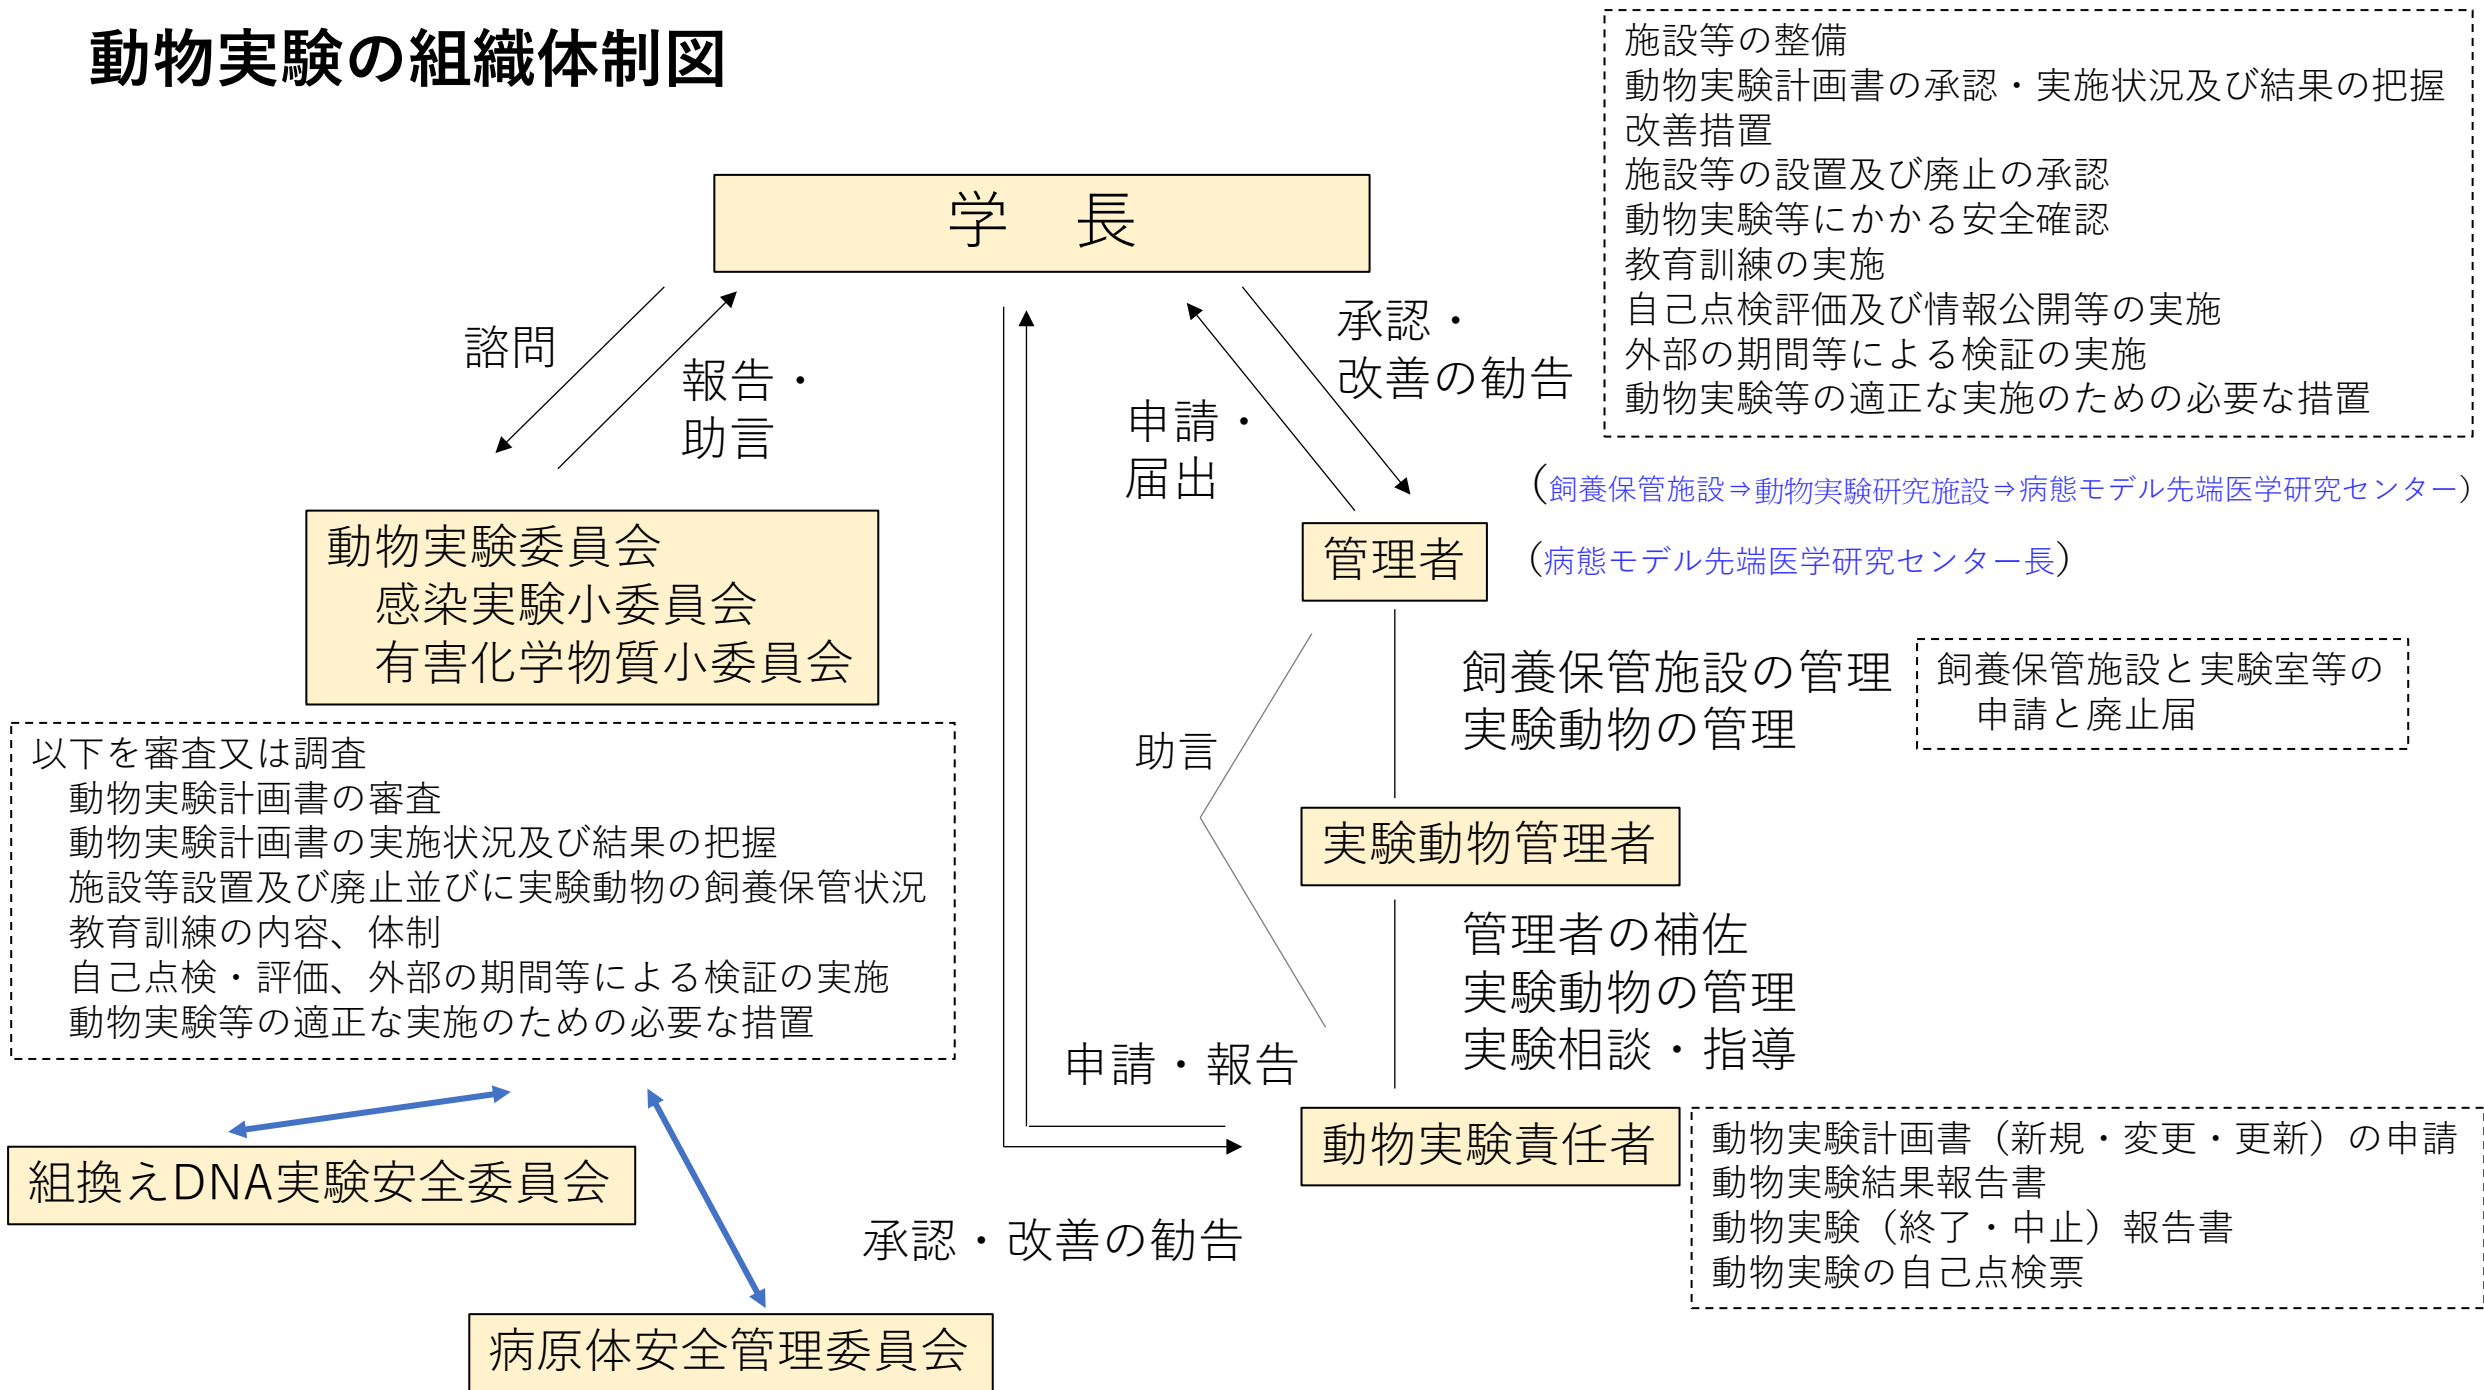 動物実験の組織体制図
施設等の整備
動物実験計画書の承認・実施状況及び結果の把握
改善措置
施設等の設置及び廃止の承認
動物実験等にかかる安全確認
教育訓練の実施
自己点検評価及び情報公開等の実施
外部の期間等による検証の実施
動物実験等の適正な実施のための必要な措置
学　長
諮問
報告・
助言
申請・
届出
承認・
改善の勧告
(飼養保管施設⇒動物実験研究施設⇒病態モデル先端医学研究センター)
管理者
(病態モデル先端医学研究センター長)
動物実験委員会
感染実験小委員会
有害化学物質小委員会
飼養保管施設の管理
実験動物の管理
飼養保管施設と実験室等の
申請と廃止届
助言
以下を審査又は調査
動物実験計画書の審査
動物実験計画書の実施状況及び結果の把握
施設等設置及び廃止並びに実験動物の飼養保管状況
教育訓練の内容、体制
自己点検・評価、外部の期間等による検証の実施
動物実験等の適正な実施のための必要な措置
実験動物管理者
管理者の補佐
実験動物の管理
実験相談・指導
申請・報告
動物実験責任者
動物実験計画書（新規・変更・更新）の申請
動物実験結果報告書
動物実験（終了・中止）報告書
動物実験の自己点検票
組換えDNA実験安全委員会
承認・改善の勧告
病原体安全管理委員会